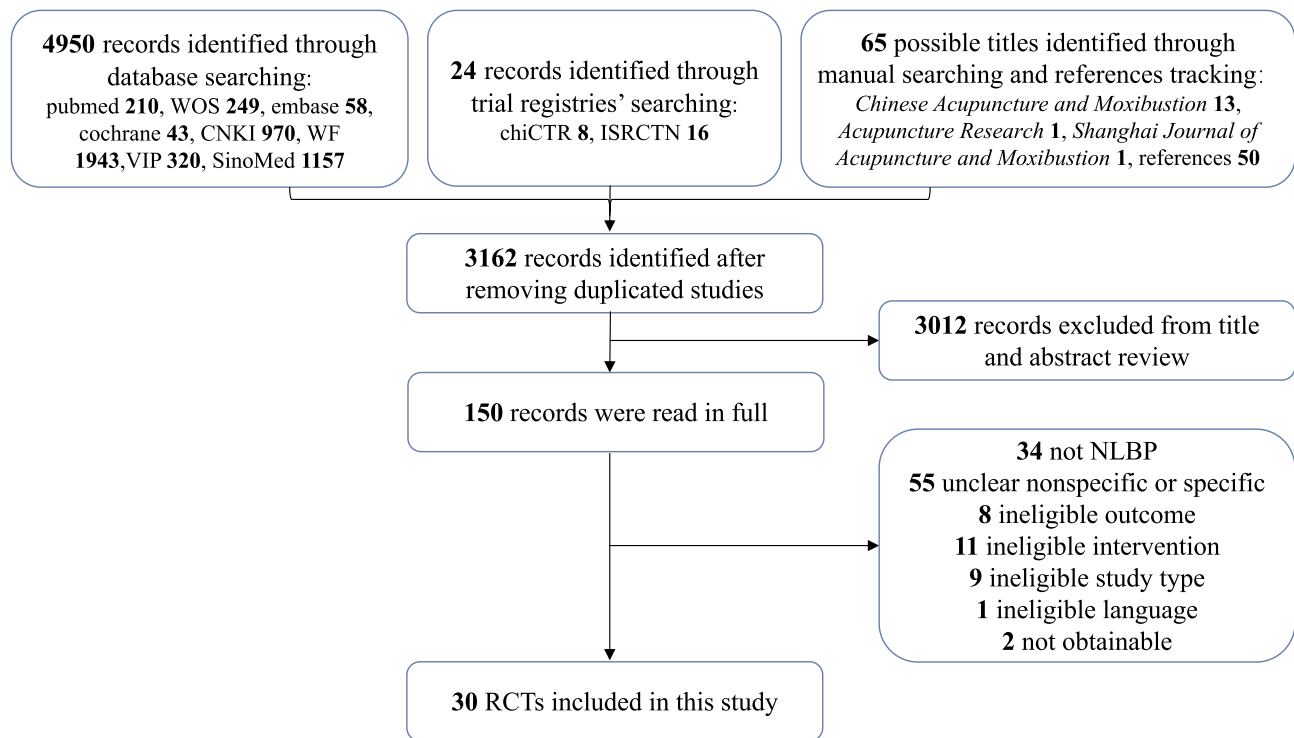 4950 records identified through
database searching:
pubmed 210, WOS 249, embase 58,
cochrane 43, CNKI 970, WF
1943,VIP 320, SinoMed 1157
24 records identified through
trial registries' searching:
chiCTR 8, ISRCTN 16
65 possible titles identified through
manual searching and references tracking:
Chinese Acupuncture and Moxibustion 13,
Acupuncture Research 1, Shanghai Journal of
Acupuncture and Moxibustion 1, references 50
3162 records identified after
removing duplicated studies
3012 records excluded from title
and abstract review
150 records were read in full
34 not NLBP
55 unclear nonspecific or specific
8 ineligible outcome
11 ineligible intervention
9 ineligible study type
1 ineligible language
2 not obtainable
30 RCTs included in this study